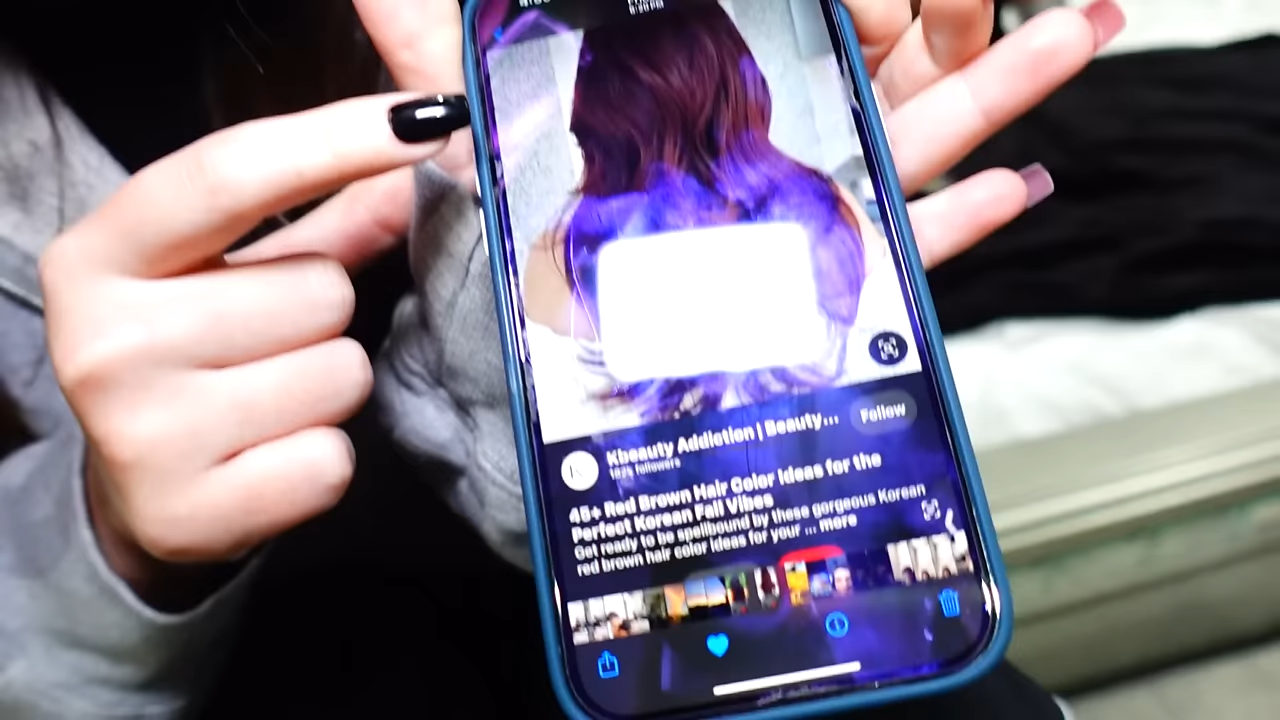 Kbeauty Addiction | Beauty...
Follow
182k followers
45+ Red Brown Hair Color Ideas for the
Perfect Korean Fall Vibes
Get ready to be spellbound by these gorgeous Korean
red brown hair color ideas for your ... more